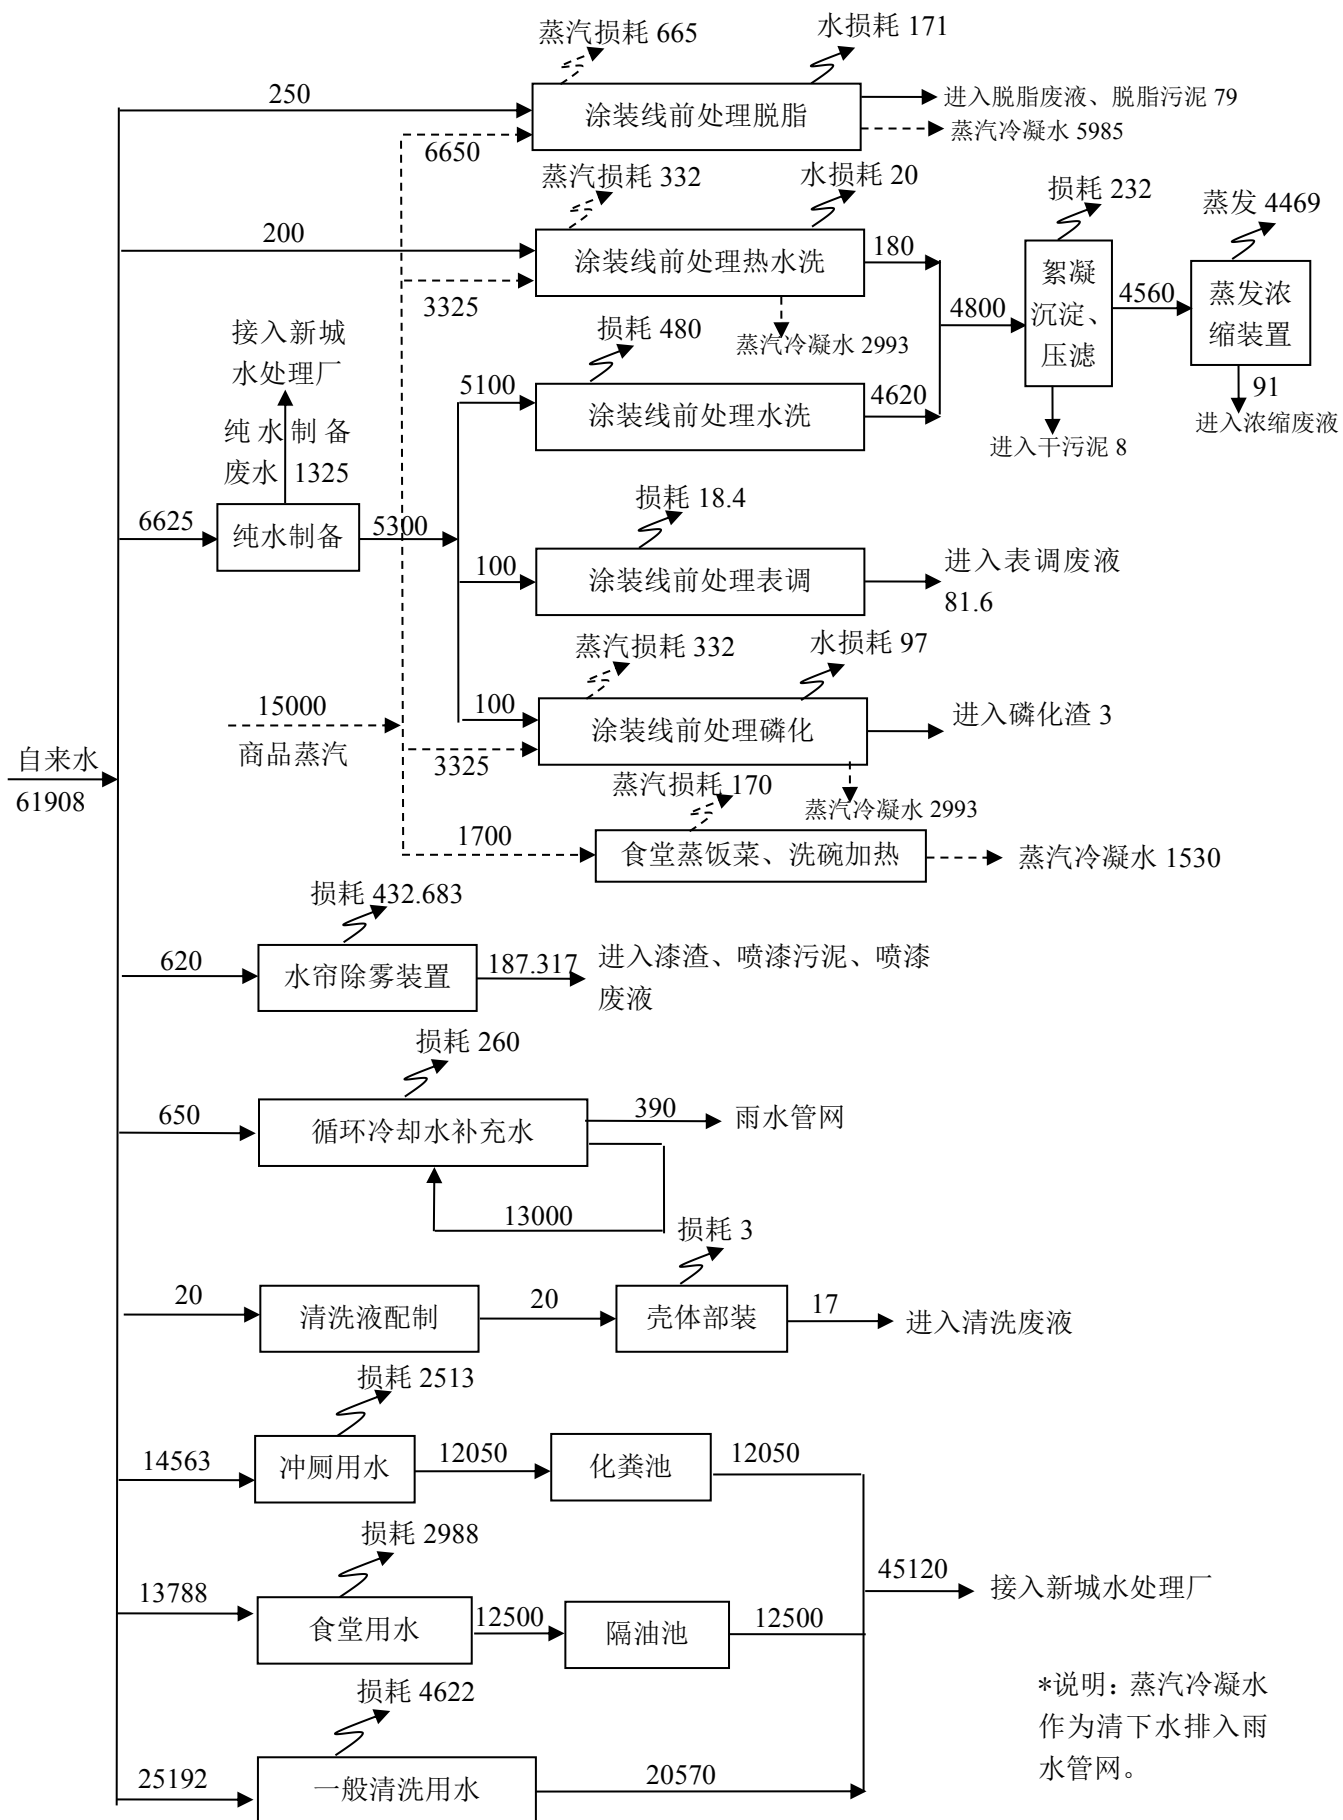 蒸汽损耗 665
水损耗 171
250
涂装线前处理脱脂
进入脱脂废液、脱脂污泥 79
蒸汽冷凝水 5985
6650
蒸汽损耗 332
水损耗 20
损耗 232
蒸发 4469
200
涂装线前处理热水洗
180
3325
蒸汽冷凝水 2993
4800
絮凝
沉淀、
压滤
4560
蒸发浓
缩装置
接入新城
水处理厂
损耗 480
5100
涂装线前处理水洗
4620
91
进入浓缩废液
进入干污泥 8
纯水制备
废水 1325
损耗 18.4
6625
纯水制备
5300
100
涂装线前处理表调
进入表调废液
81.6
蒸汽损耗 332
水损耗 97
15000
商品蒸汽
100
涂装线前处理磷化
进入磷化渣 3
3325
自来水
61908
蒸汽损耗 170
蒸汽冷凝水 2993
1700
食堂蒸饭菜、洗碗加热
蒸汽冷凝水 1530
损耗 432.683
620
水帘除雾装置
187.317
进入漆渣、喷漆污泥、喷漆
废液
损耗 260
650
循环冷却水补充水
390
雨水管网
13000
损耗 3
20
清洗液配制
20
壳体部装
17
进入清洗废液
损耗 2513
14563
冲厕用水
12050
化粪池
12050
损耗 2988
45120
接入新城水处理厂
13788
食堂用水
12500
隔油池
12500
损耗 4622
25192
一般清洗用水
20570
*说明：蒸汽冷凝水
作为清下水排入雨
水管网。